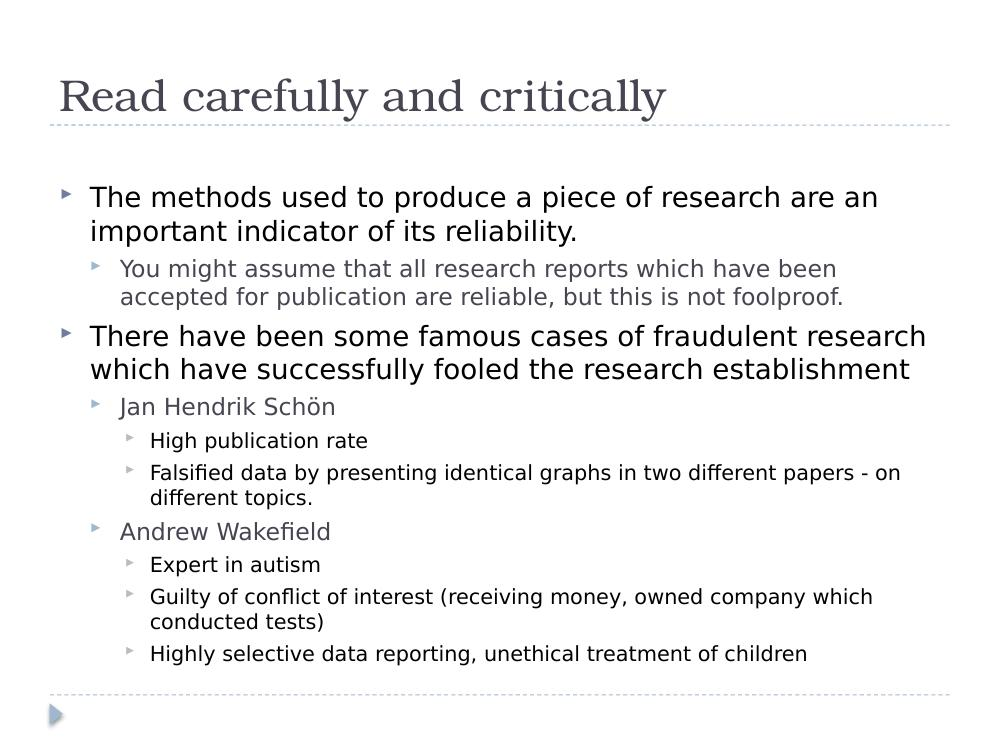 Read carefully and critically
The methods used to produce a piece of research are an
important indicator of its reliability.
You might assume that all research reports which have been
accepted for publication are reliable, but this is not foolproof.
There have been some famous cases of fraudulent research
which have successfully fooled the research establishment
Jan Hendrik Schön
High publication rate
Falsified data by presenting identical graphs in two different papers - on
different topics.
Andrew Wakefield
Expert in autism
Guilty of conflict of interest (receiving money, owned company which
conducted tests)
Highly selective data reporting, unethical treatment of children